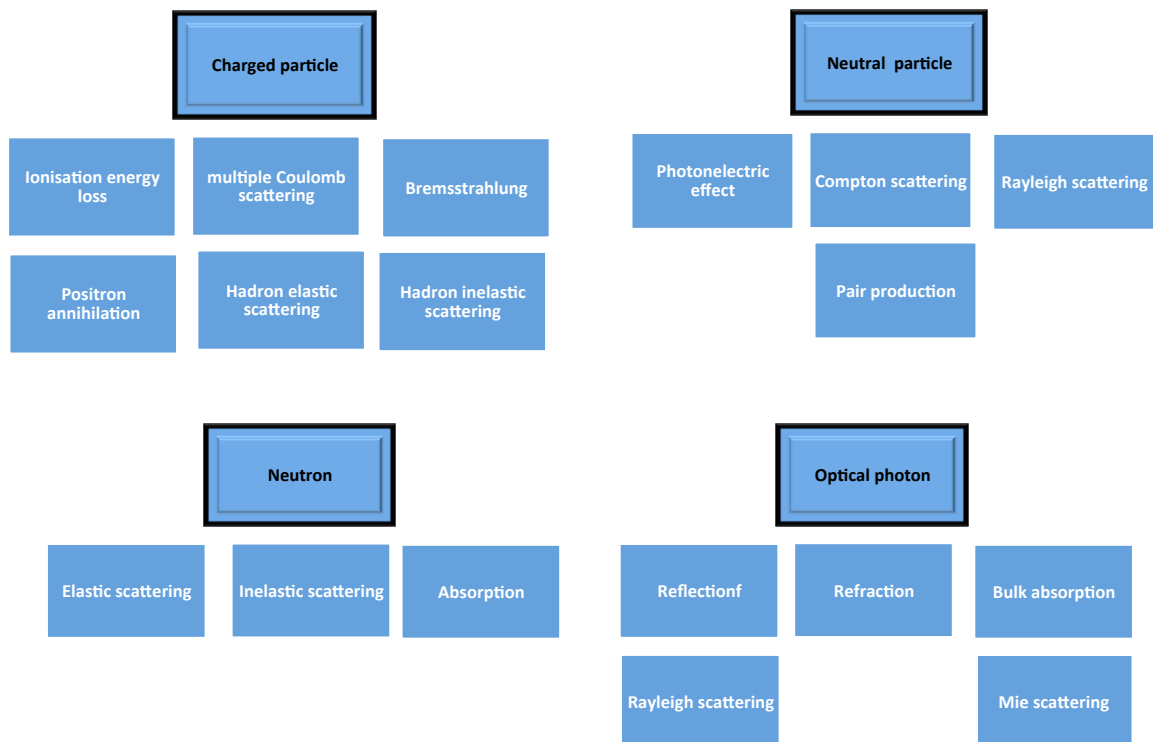 Charged particle
Neutral  particle
Ionisation energy
loss
multiple Coulomb
scattering
Bremsstrahlung
Photonelectric
effect
Compton scattering
Rayleigh scattering
Positron
annihilation
Hadron elastic
scattering
Hadron inelastic
scattering
Pair production
Neutron
Optical photon
Elastic scattering
Inelastic scattering
Absorption
Reflectionf
Refraction
Bulk absorption
Rayleigh scattering
Mie scattering